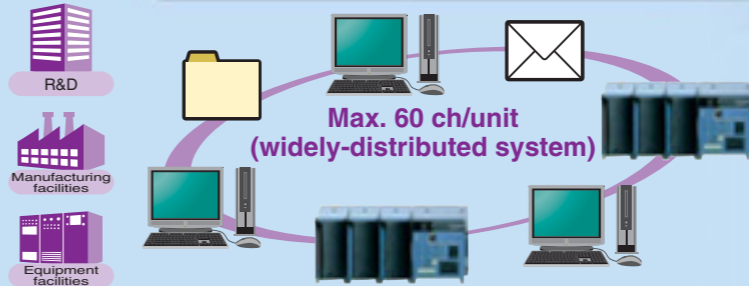 R&D
Manufacturing
facilities
Equipment
facilities
Max. 60 ch/unit
(widely-distributed system)